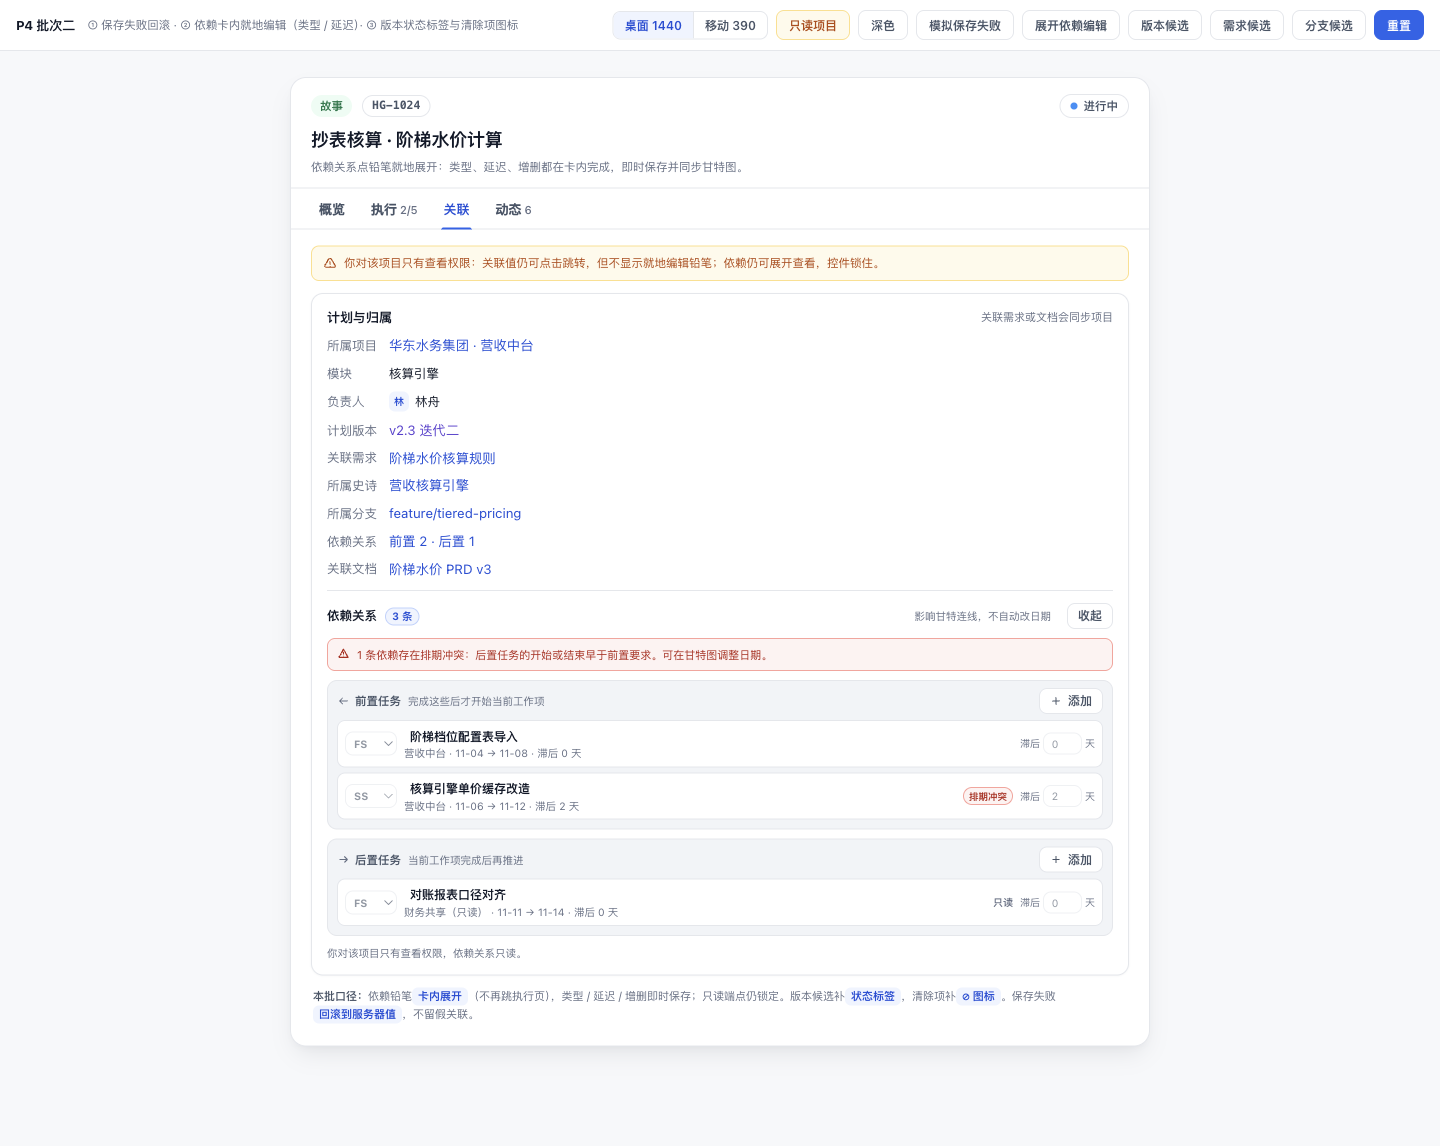 P4 批次二 ① 保存失败回滚 · ② 依赖卡内就地编辑（类型 / 延迟）· ③ 版本状态标签与清除项图标 桌面 1440 移动 390 只读项目 深色 模拟保存失败 展开依赖编辑 版本候选 需求候选 分支候选 重置
故事 HG-1024 进行中
抄表核算 · 阶梯水价计算
依赖关系点铅笔就地展开：类型、延迟、增删都在卡内完成，即时保存并同步甘特图。
概览 执行 2/5 关联 动态 6
你对该项目只有查看权限：关联值仍可点击跳转，但不显示就地编辑铅笔；依赖仍可展开查看，控件锁住。
计划与归属 关联需求或文档会同步项目
所属项目 华东水务集团 · 营收中台
模块 核算引擎
负责人 林 林舟
计划版本 v2.3 迭代二
关联需求 阶梯水价核算规则
所属史诗 营收核算引擎
所属分支 feature/tiered-pricing
依赖关系 前置 2 · 后置 1
关联文档 阶梯水价 PRD v3
依赖关系 3 条 影响甘特连线，不自动改日期 收起
1 条依赖存在排期冲突：后置任务的开始或结束早于前置要求。可在甘特图调整日期。
← 前置任务 完成这些后才开始当前工作项 + 添加
FS 阶梯档位配置表导入 滞后 0 天
营收中台 · 11-04 → 11-08 · 滞后 0 天
SS 核算引擎单价缓存改造 排期冲突 滞后 2 天
营收中台 · 11-06 → 11-12 · 滞后 2 天
→ 后置任务 当前工作项完成后再推进 + 添加
FS 对账报表口径对齐 只读 滞后 0 天
财务共享（只读） · 11-11 → 11-14 · 滞后 0 天
你对该项目只有查看权限，依赖关系只读。
本批口径：依赖铅笔 卡内展开（不再跳执行页），类型 / 延迟 / 增删即时保存；只读端点仍锁定。版本候选补 状态标签，清除项补 ⊘ 图标。保存失败
回滚到服务器值，不留假关联。